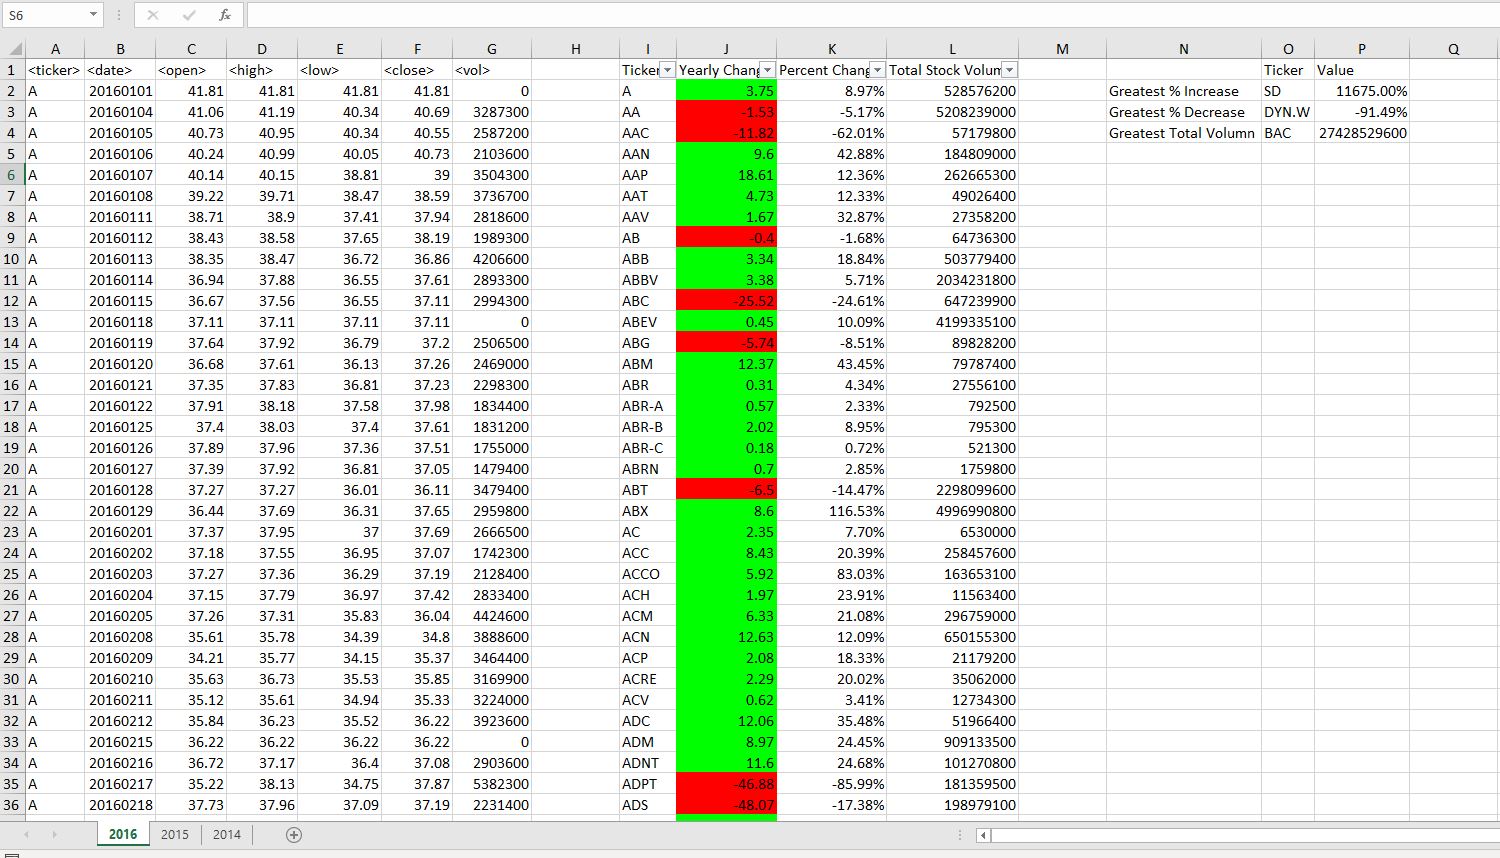 S6 fx
A B C D E F G H I J K L M N O P Q
1 <ticker> <date> <open> <high> <low> <close> <vol> Ticker Yearly Chang Percent Chang Total Stock Volum Ticker Value
2 A 20160101 41.81 41.81 41.81 41.81 0 A 3.75 8.97% 528576200 Greatest % Increase SD 11675.00%
3 A 20160104 41.06 41.19 40.34 40.69 3287300 AA -1.53 -5.17% 5208239000 Greatest % Decrease DYN.W -91.49%
4 A 20160105 40.73 40.95 40.34 40.55 2587200 AAC -11.82 -62.01% 57179800 Greatest Total Volumn BAC 27428529600
5 A 20160106 40.24 40.99 40.05 40.73 2103600 AAN 9.6 42.88% 184809000
6 A 20160107 40.14 40.15 38.81 39 3504300 AAP 18.61 12.36% 262665300
7 A 20160108 39.22 39.71 38.47 38.59 3736700 AAT 4.73 12.33% 49026400
8 A 20160111 38.71 38.9 37.41 37.94 2818600 AAV 1.67 32.87% 27358200
9 A 20160112 38.43 38.58 37.65 38.19 1989300 AB -0.4 -1.68% 64736300
10 A 20160113 38.35 38.47 36.72 36.86 4206600 ABB 3.34 18.84% 503779400
11 A 20160114 36.94 37.88 36.55 37.61 2893300 ABBV 3.38 5.71% 2034231800
12 A 20160115 36.67 37.56 36.55 37.11 2994300 ABC -25.52 -24.61% 647239900
13 A 20160118 37.11 37.11 37.11 37.11 0 ABEV 0.45 10.09% 4199335100
14 A 20160119 37.64 37.92 36.79 37.2 2506500 ABG -5.74 -8.51% 89828200
15 A 20160120 36.68 37.61 36.13 37.26 2469000 ABM 12.37 43.45% 79787400
16 A 20160121 37.35 37.83 36.81 37.23 2298300 ABR 0.31 4.34% 27556100
17 A 20160122 37.91 38.18 37.58 37.98 1834400 ABR-A 0.57 2.33% 792500
18 A 20160125 37.4 38.03 37.4 37.61 1831200 ABR-B 2.02 8.95% 795300
19 A 20160126 37.89 37.96 37.36 37.51 1755000 ABR-C 0.18 0.72% 521300
20 A 20160127 37.39 37.92 36.81 37.05 1479400 ABRN 0.7 2.85% 1759800
21 A 20160128 37.27 37.27 36.01 36.11 3479400 ABT -6.5 -14.47% 2298099600
22 A 20160129 36.44 37.69 36.31 37.65 2959800 ABX 8.6 116.53% 4996990800
23 A 20160201 37.37 37.95 37 37.69 2666500 AC 2.35 7.70% 6530000
24 A 20160202 37.18 37.55 36.95 37.07 1742300 ACC 8.43 20.39% 258457600
25 A 20160203 37.27 37.36 36.29 37.19 2128400 ACCO 5.92 83.03% 163653100
26 A 20160204 37.15 37.79 36.97 37.42 2833400 ACH 1.97 23.91% 11563400
27 A 20160205 37.26 37.31 35.83 36.04 4424600 ACM 6.33 21.08% 296759000
28 A 20160208 35.61 35.78 34.39 34.8 3888600 ACN 12.63 12.09% 650155300
29 A 20160209 34.21 35.77 34.15 35.37 3464400 ACP 2.08 18.33% 21179200
30 A 20160210 35.63 36.73 35.53 35.85 3169900 ACRE 2.29 20.02% 35062000
31 A 20160211 35.12 35.61 34.94 35.33 3224000 ACV 0.62 3.41% 12734300
32 A 20160212 35.84 36.23 35.52 36.22 3923600 ADC 12.06 35.48% 51966400
33 A 20160215 36.22 36.22 36.22 36.22 0 ADM 8.97 24.45% 909133500
34 A 20160216 36.72 37.17 36.4 37.08 2903600 ADNT 11.6 24.68% 101270800
35 A 20160217 35.22 38.13 34.75 37.87 5382300 ADPT -46.88 -85.99% 181359500
36 A 20160218 37.73 37.96 37.09 37.19 2231400 ADS -48.07 -17.38% 198979100
2016 2015 2014